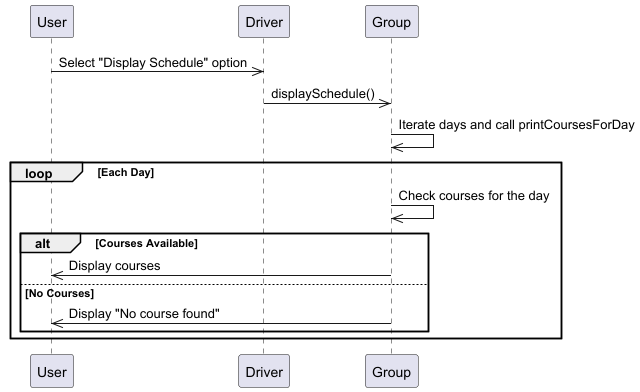 User Driver Group
Select "Display Schedule" option
displaySchedule()
Iterate days and call printCoursesForDay
loop [Each Day]
Check courses for the day
alt [Courses Available]
Display courses
[No Courses]
Display "No course found"
User Driver Group